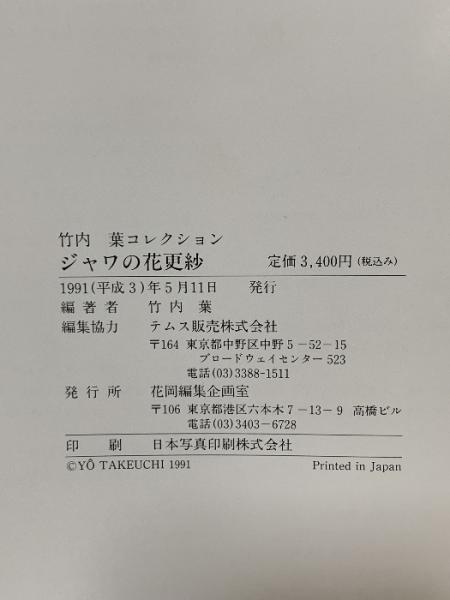 竹内 葉コレクション
ジャワの花更紗 定価3,400円(税込み)
1991(平成3)年5月11日 発行
編著者 竹内 葉
編集協力 テムス販売株式会社
〒164 東京都中野区中野5-52-15
ブロードウェイセンター523
電話(03)3388-1511
発行所 花岡編集企画室
〒106 東京都港区六本木7-13-9 高橋ビル
電話(03)3403-6728
印刷 日本写真印刷株式会社
©YÔ TAKEUCHI 1991 Printed in Japan